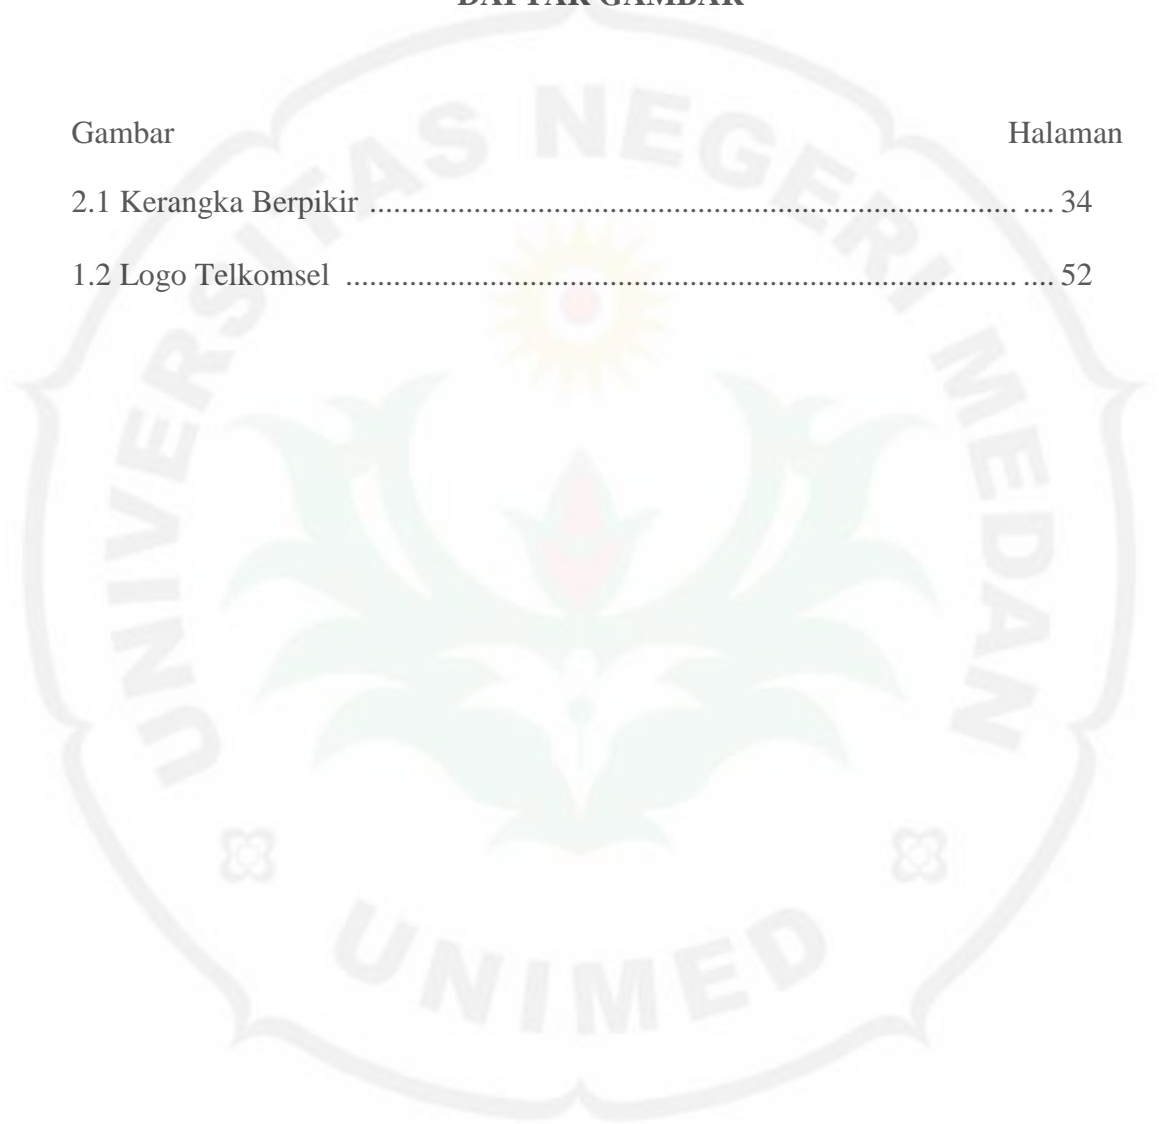 DAFTAR GAMBAR
Gambar Halaman
2.1 Kerangka Berpikir ................................................................................. .... 34
1.2 Logo Telkomsel .................................................................................... .... 52
UNIVERSITAS NEGERI MEDAN
UNIMED